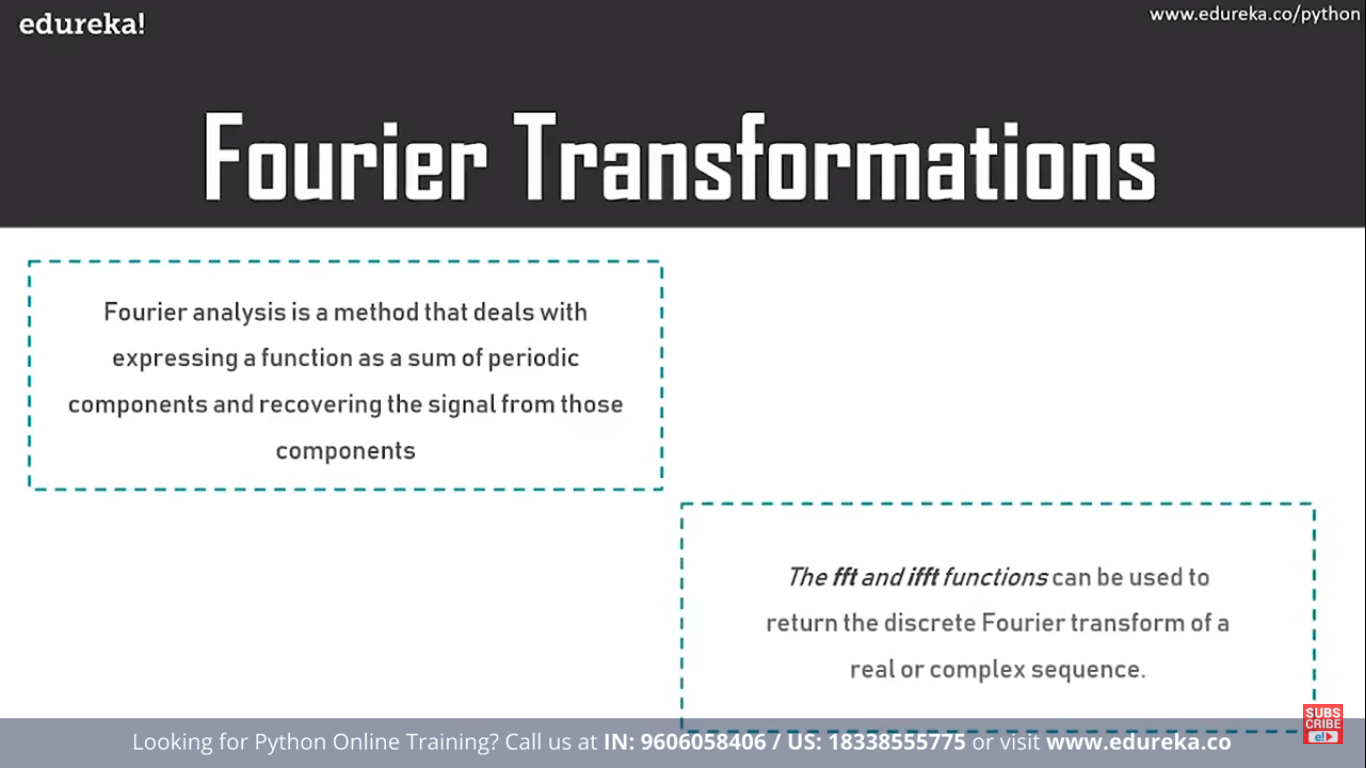 edureka!
www.edureka.co/python
Fourier Transformations
Fourier analysis is a method that deals with
expressing a function as a sum of periodic
components and recovering the signal from those
components
The fft and ifft functions can be used to
return the discrete Fourier transform of a
real or complex sequence.
SUBS
CRIBE
e!
Looking for Python Online Training? Call us at IN: 9606058406 / US: 18338555775 or visit www.edureka.co